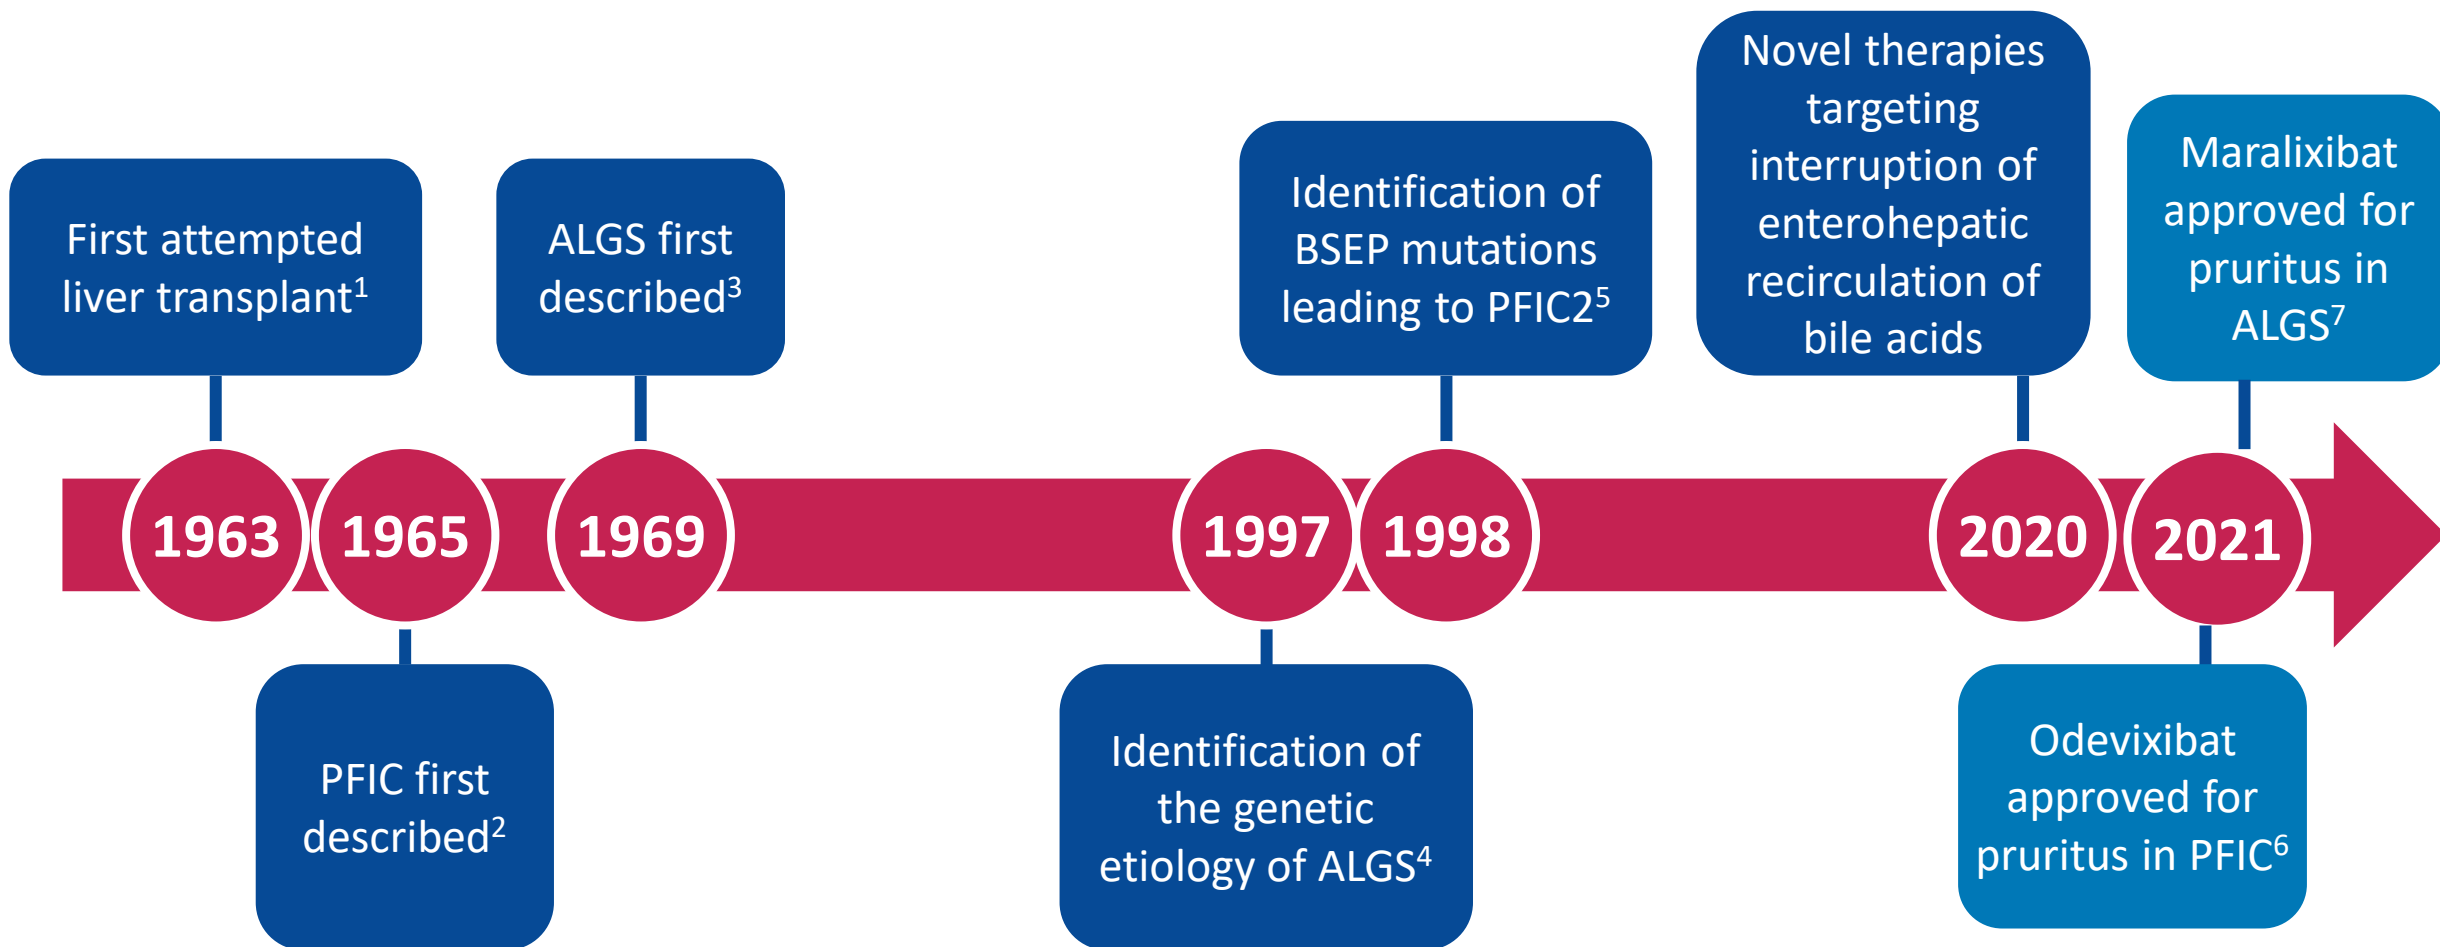 First attempted
liver transplant1
ALGS first
described3
Identification of
BSEP mutations
leading to PFIC25
Novel therapies
targeting
interruption of
enterohepatic
recirculation of
bile acids
Maralixibat
approved for
pruritus in
ALGS7
1963
1965
1969
1997
1998
2020
2021
PFIC first
described2
Identification of
the genetic
etiology of ALGS4
Odevixibat
approved for
pruritus in PFIC6